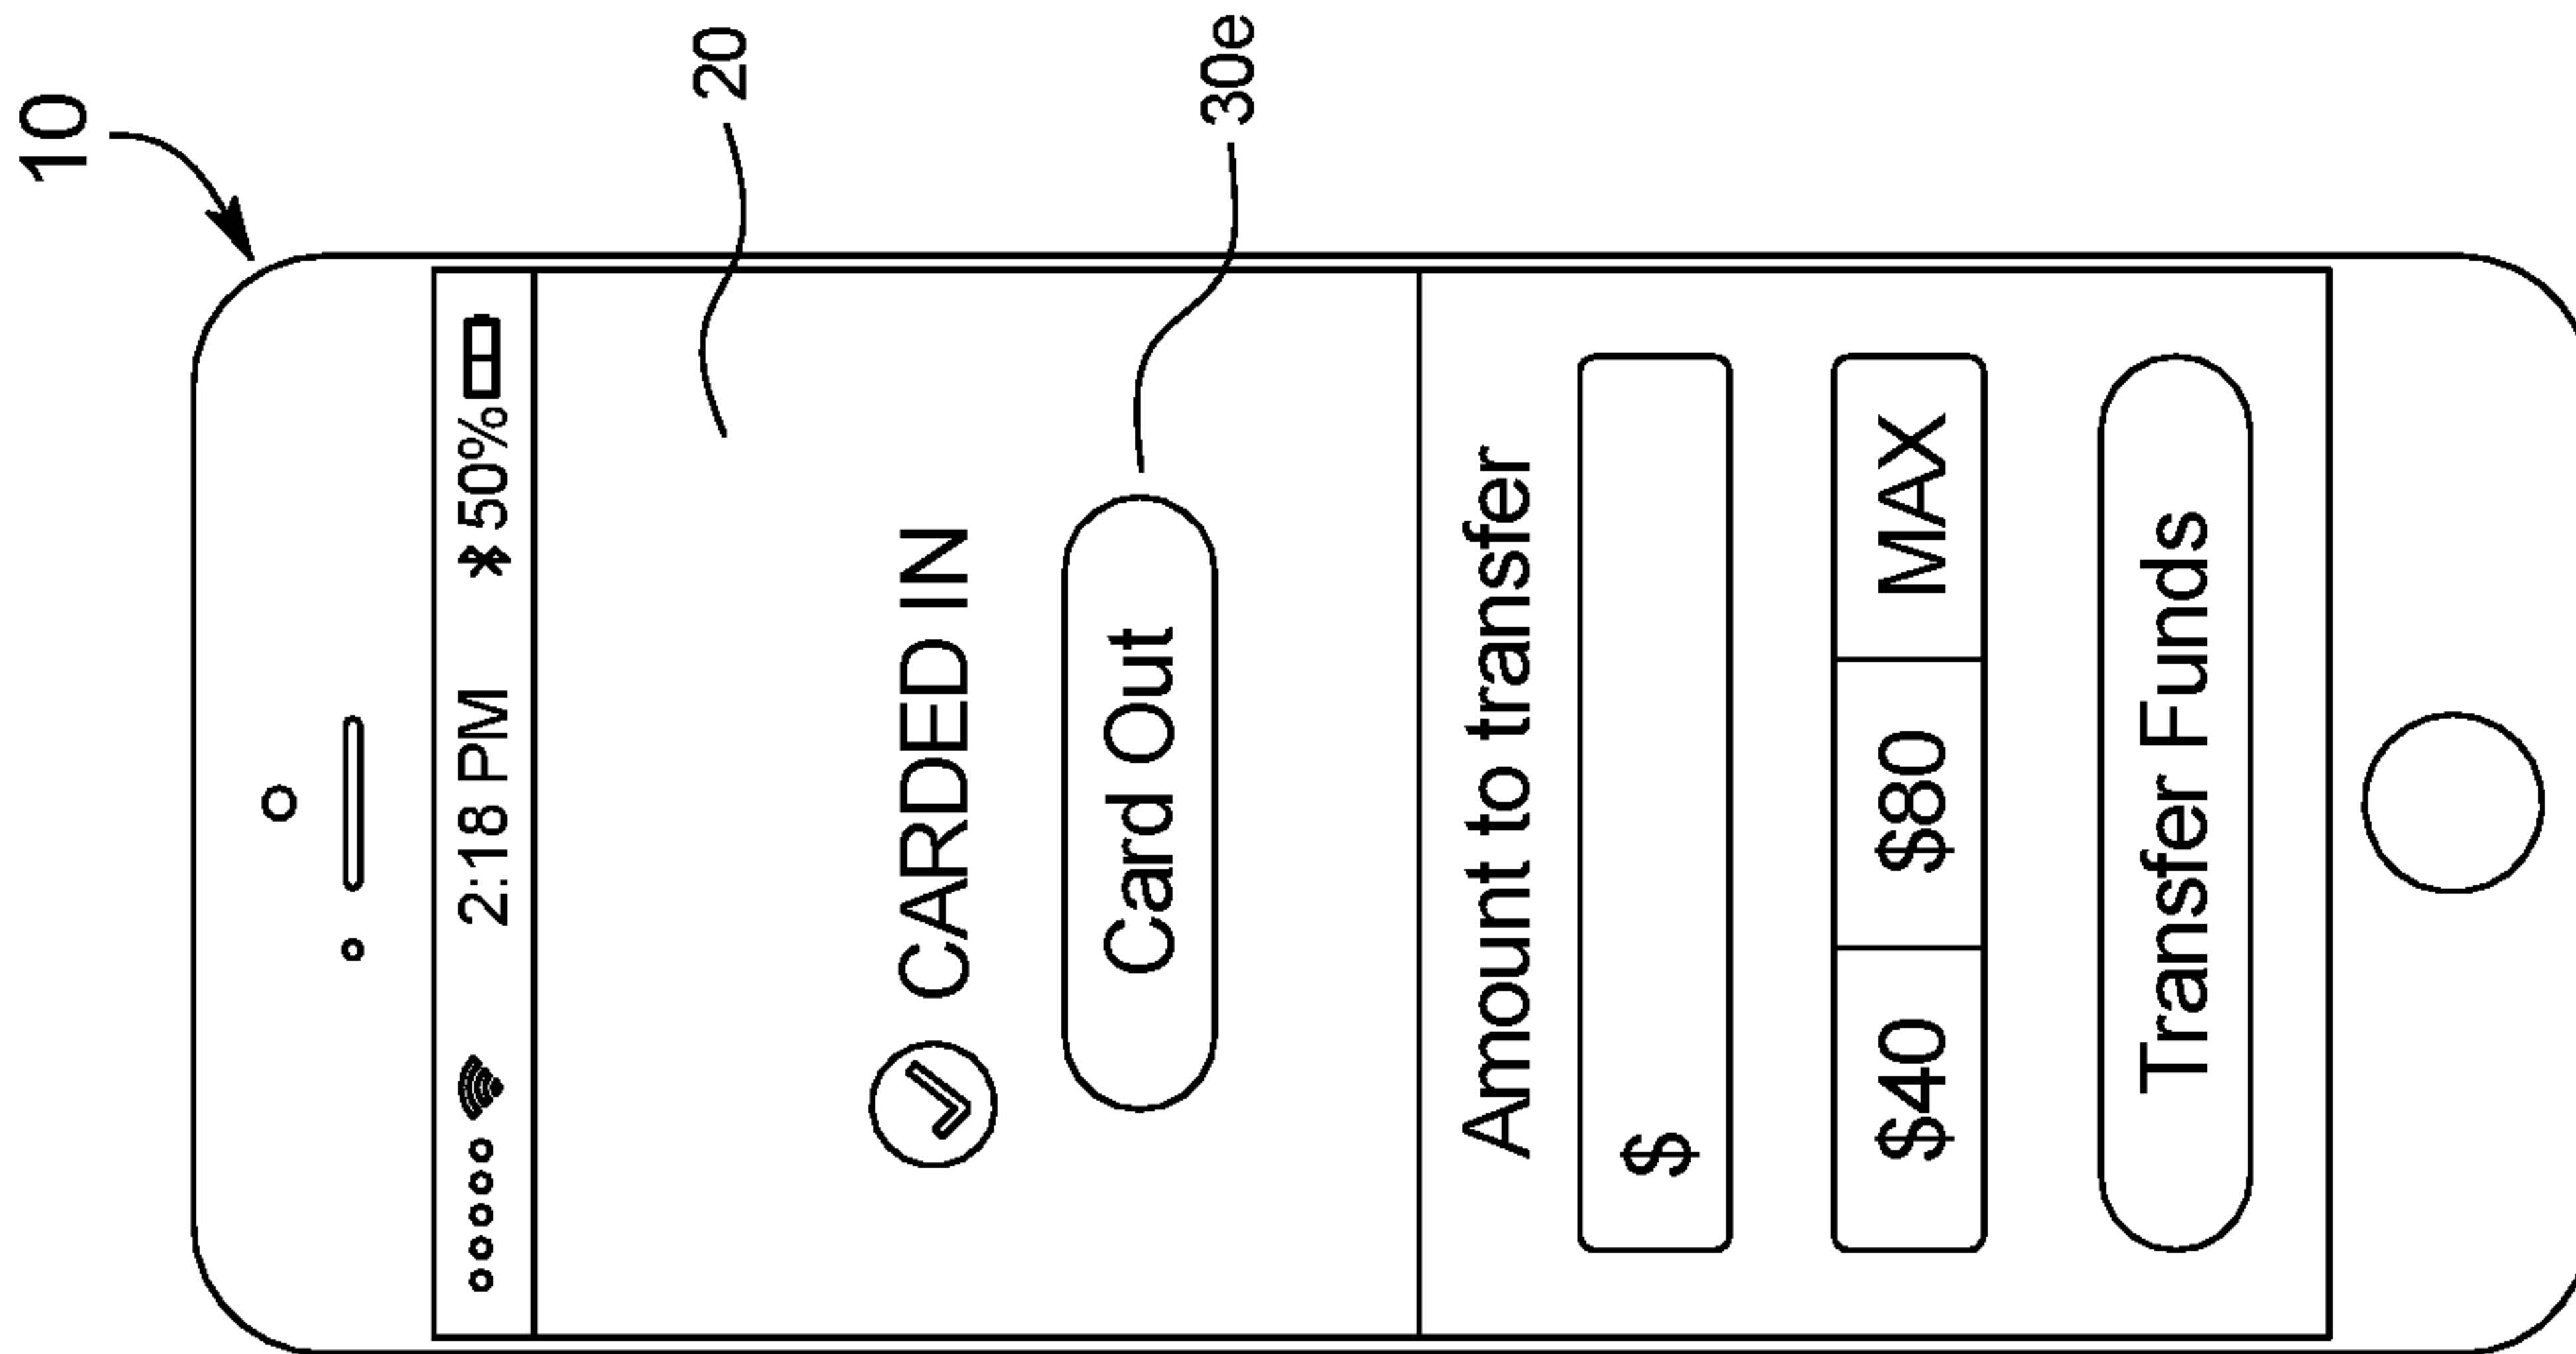 10
2:18 PM 50%
20
CARDED IN
30e
Card Out
Amount to transfer
$
$40 $80 MAX
Transfer Funds